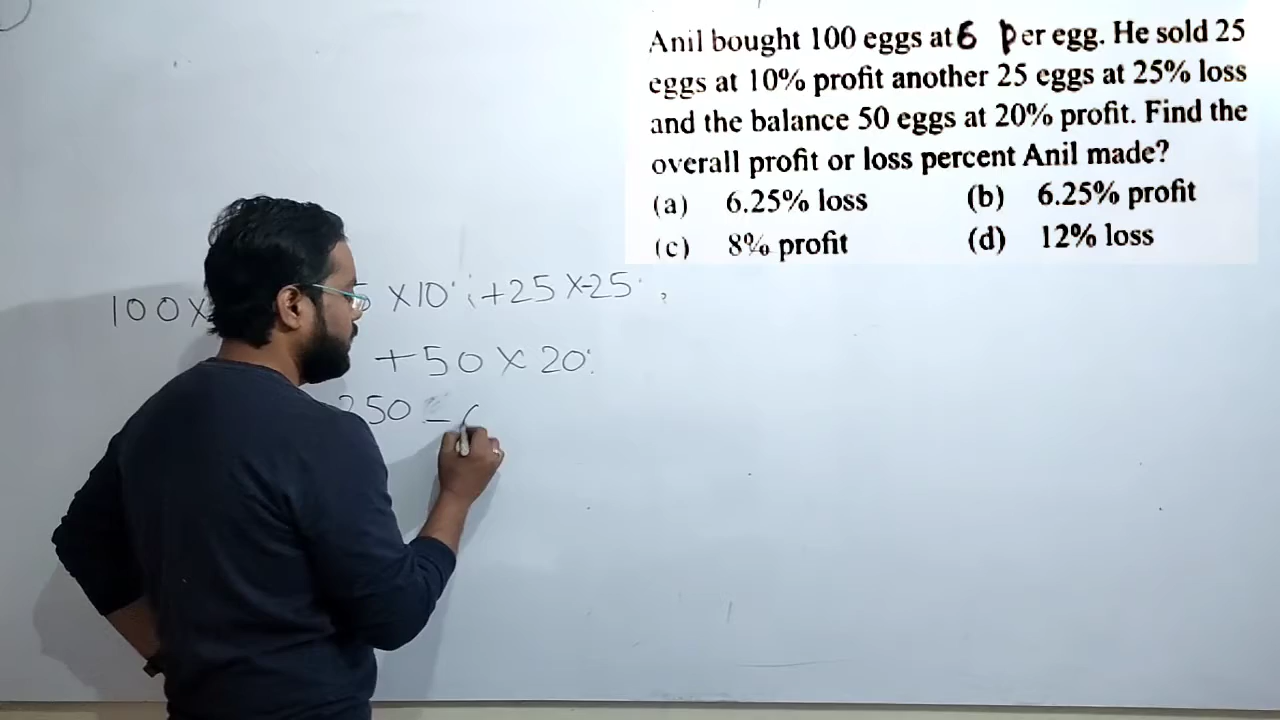 Anil bought 100 eggs at 6 per egg. He sold 25
eggs at 10% profit another 25 eggs at 25% loss
and the balance 50 eggs at 20% profit. Find the
overall profit or loss percent Anil made?
(a) 6.25% loss (b) 6.25% profit
(c) 8% profit (d) 12% loss
100 × × 10 + 25 × -25
+ 50 × 20
250 -